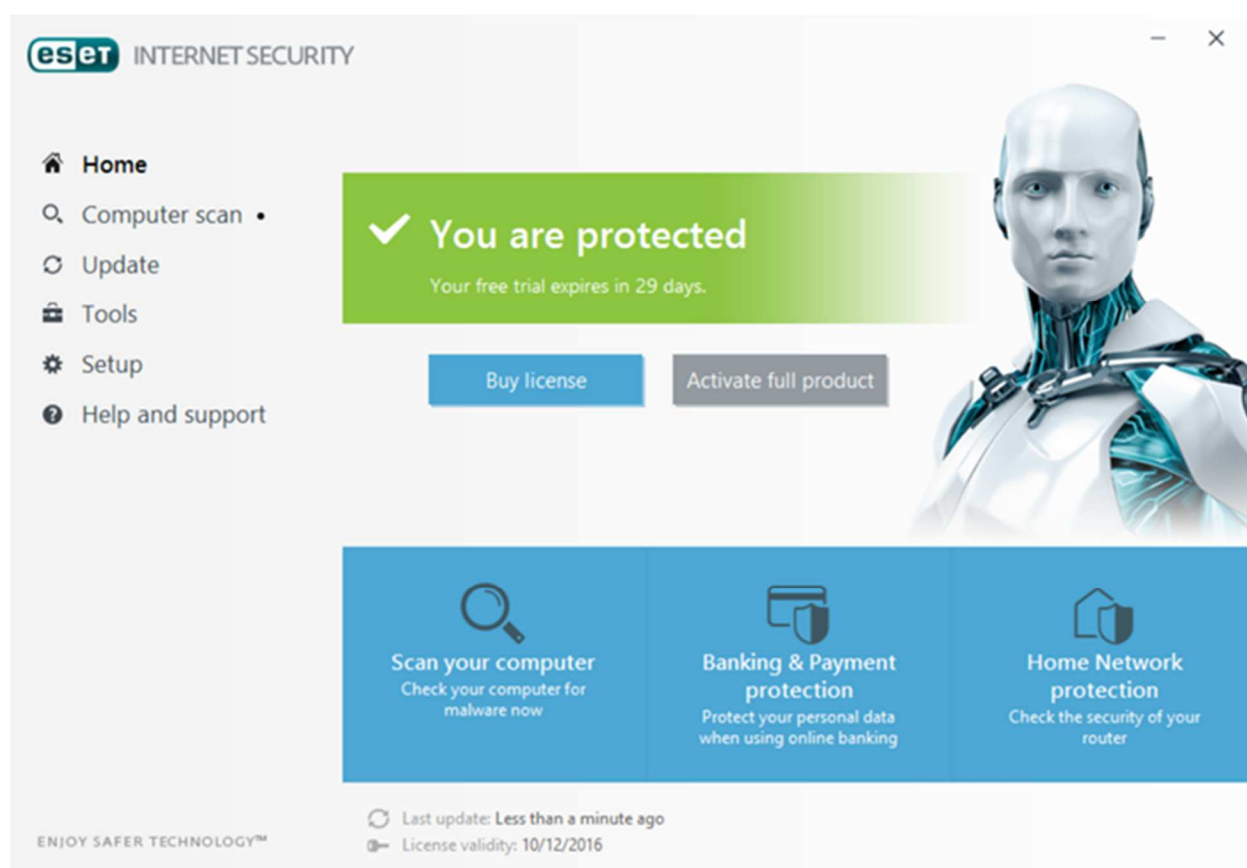 eset INTERNET SECURITY
Home
Computer scan •
Update
Tools
Setup
Help and support
You are protected
Your free trial expires in 29 days.
Buy license
Activate full product
Scan your computer
Check your computer for
malware now
Banking & Payment
protection
Protect your personal data
when using online banking
Home Network
protection
Check the security of your
router
Last update: Less than a minute ago
License validity: 10/12/2016
ENJOY SAFER TECHNOLOGY™